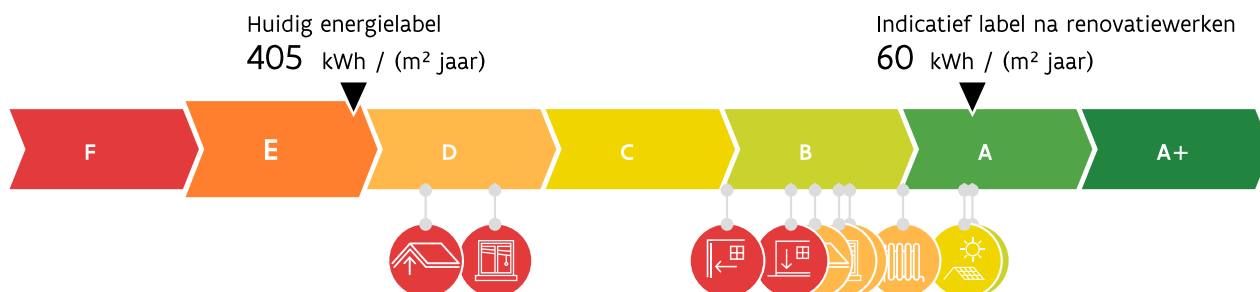 Huidig energielabel
405 kWh / (m² jaar)
Indicatief label na renovatiewerken
60 kWh / (m² jaar)
F E D C B A A+